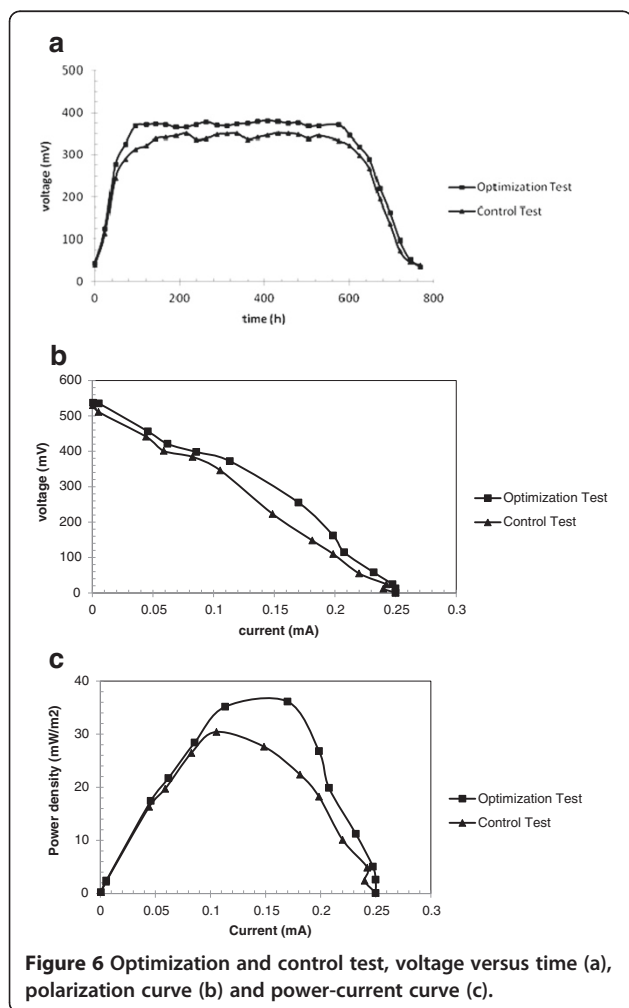 a
500
400
300
200
100
0
voltage (mV)
0 200 400 600 800
time (h)
Optimization Test
Control Test
b
600
500
400
300
200
100
0
voltage (mV)
0 0.05 0.1 0.15 0.2 0.25 0.3
current (mA)
Optimization Test
Control Test
c
40
30
20
10
0
Power density (mW/m2)
0 0.05 0.1 0.15 0.2 0.25 0.3
Current (mA)
Optimization Test
Control Test
Figure 6 Optimization and control test, voltage versus time (a),
polarization curve (b) and power-current curve (c).